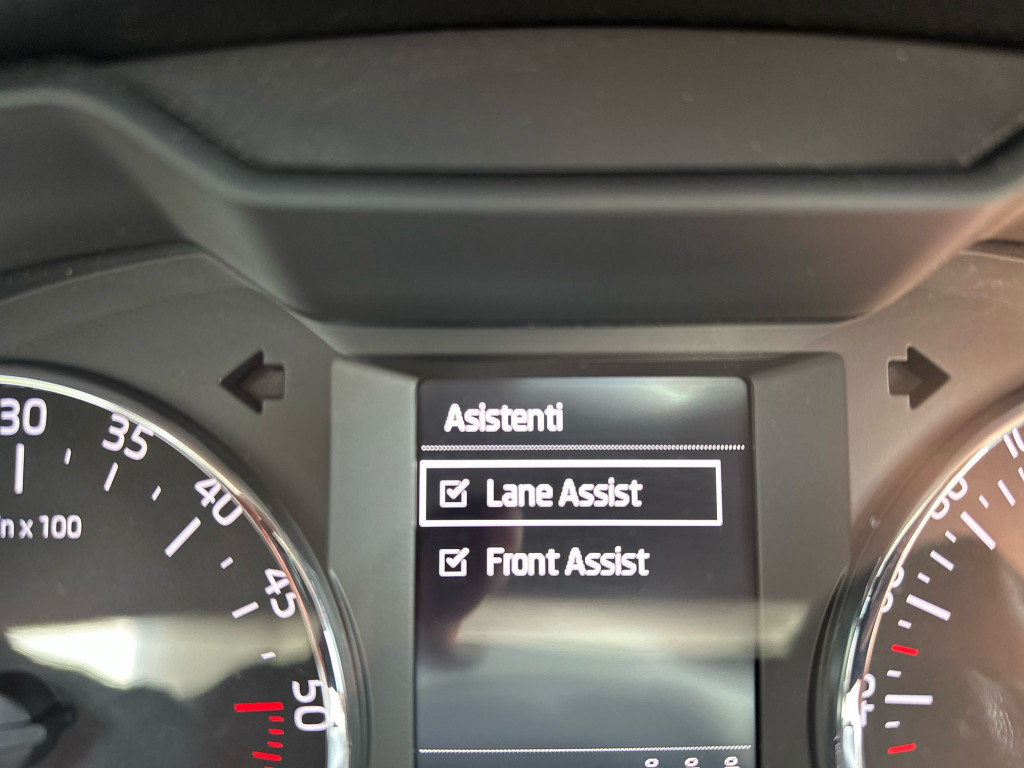 Asistenti
Lane Assist
Front Assist
30
35
40
45
50
n x 100